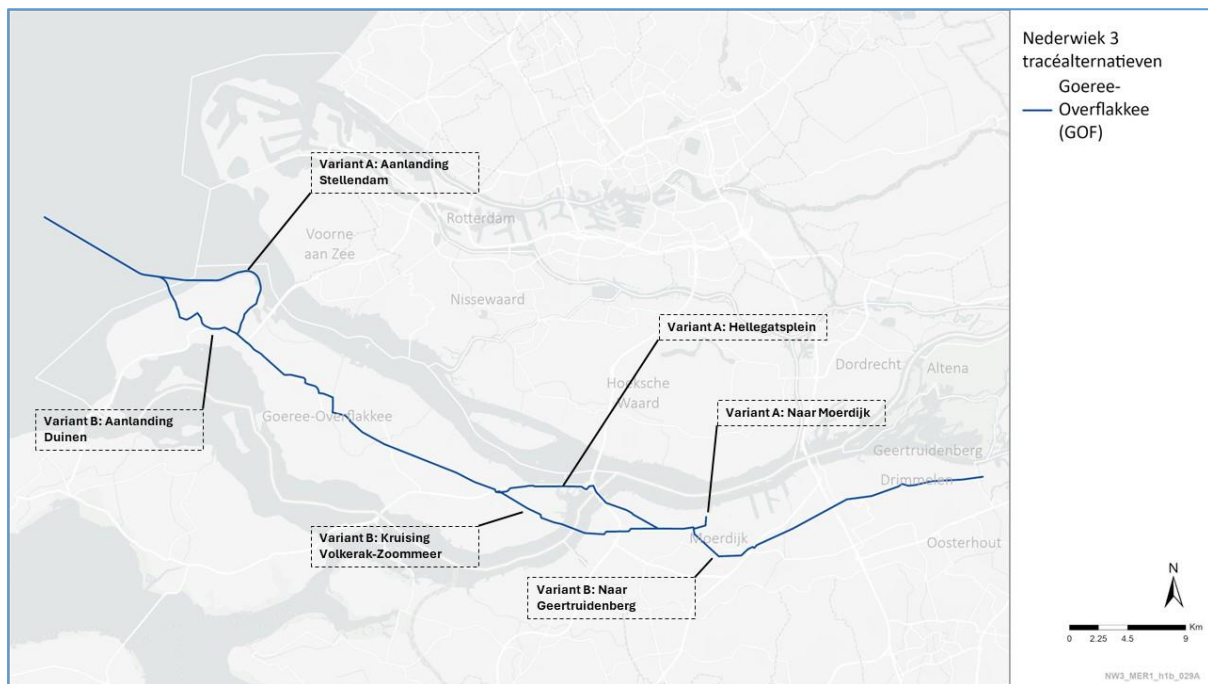 Nederwiek 3
tracéalternatieven
Goeree-
Overflakkee
(GOF)
Variant A: Aanlanding
Stellendam
Rotterdam
Voorne
aan Zee
Nissewaard
Variant A: Hellegatsplein
Dordrecht
Altena
Hoeksche
Waard
Variant A: Naar Moerdijk
Variant B: Aanlanding
Duinen
Goeree-Overflakkee
Geertruidenberg
Drimmelen
Variant B: Kruising
Volkerak-Zoommeer
Moerdijk
Oosterhout
Variant B: Naar
Geertruidenberg
N
Km
0 2.25 4.5 9
NW3_MER1_h1b_029A